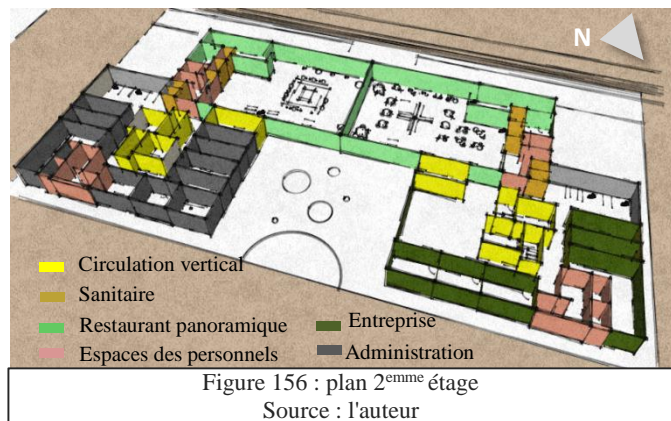 N
Circulation vertical
Sanitaire
Restaurant panoramique
Entreprise
Espaces des personnels
Administration
Figure 156 : plan 2emme étage
Source : l'auteur